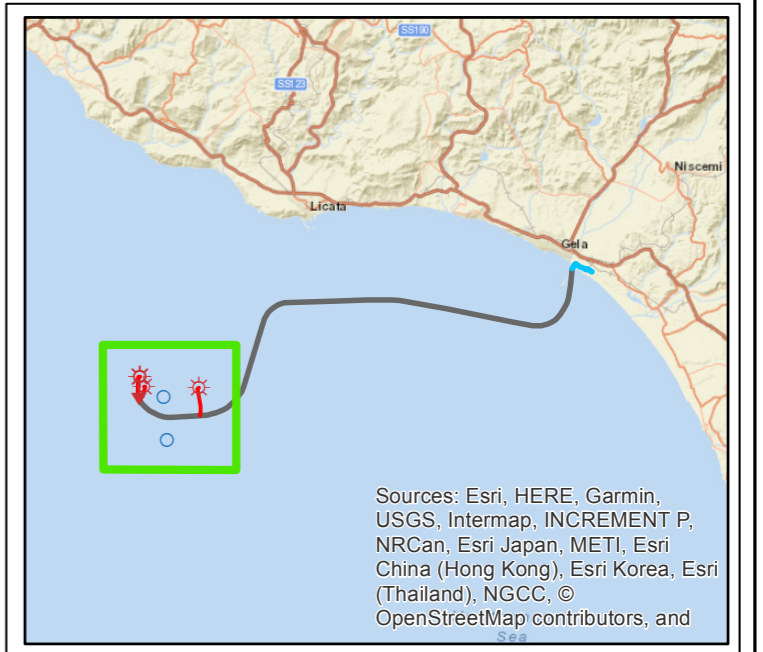 SS190
SS123
Niscemi
Licata
Gela
Sources: Esri, HERE, Garmin,
USGS, Intermap, INCREMENT P,
NRCan, Esri Japan, METI, Esri
China (Hong Kong), Esri Korea, Esri
(Thailand), NGCC, ©
OpenStreetMap contributors, and
Sea